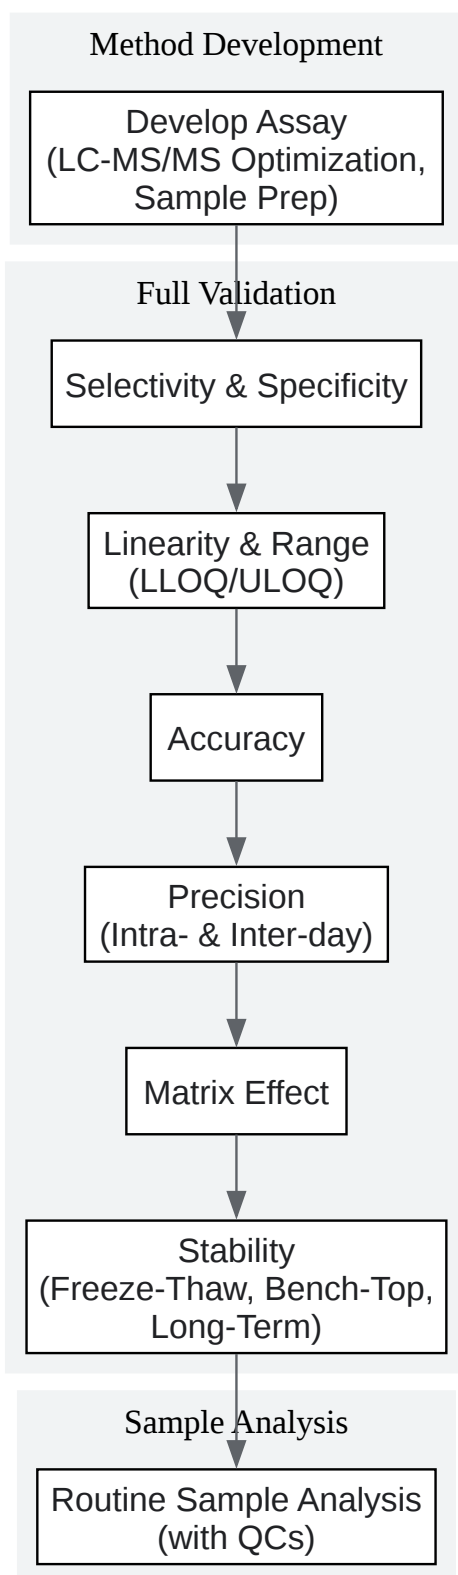 Method Development
Develop Assay
(LC-MS/MS Optimization,
Sample Prep)
Full Validation
Selectivity & Specificity
Linearity & Range
(LLOQ/ULOQ)
Accuracy
Precision
(Intra- & Inter-day)
Matrix Effect
Stability
(Freeze-Thaw, Bench-Top,
Long-Term)
Sample Analysis
Routine Sample Analysis
(with QCs)